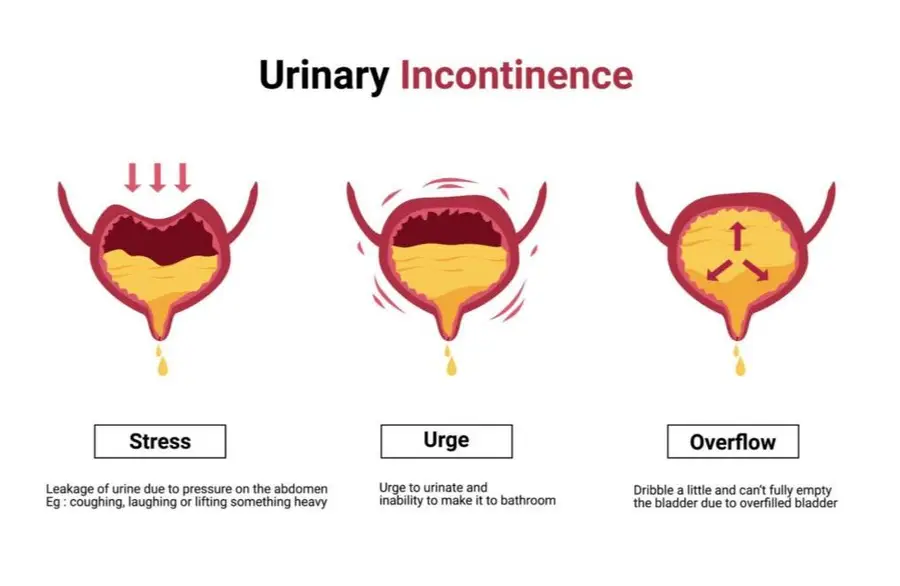 Urinary Incontinence
Stress
Leakage of urine due to pressure on the abdomen
Eg : coughing, laughing or lifting something heavy
Urge
Urge to urinate and
inability to make it to bathroom
Overflow
Dribble a little and can't fully empty
the bladder due to overfilled bladder